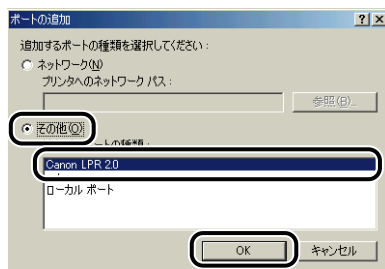 ポートの追加
追加するポートの種類を選択してください:
ネットワーク(N)
プリンタへのネットワーク パス:
参照(B)...
その他(O)
ートの種類:
Canon LPR 2.0
ローカル ポート
OK
キャンセル